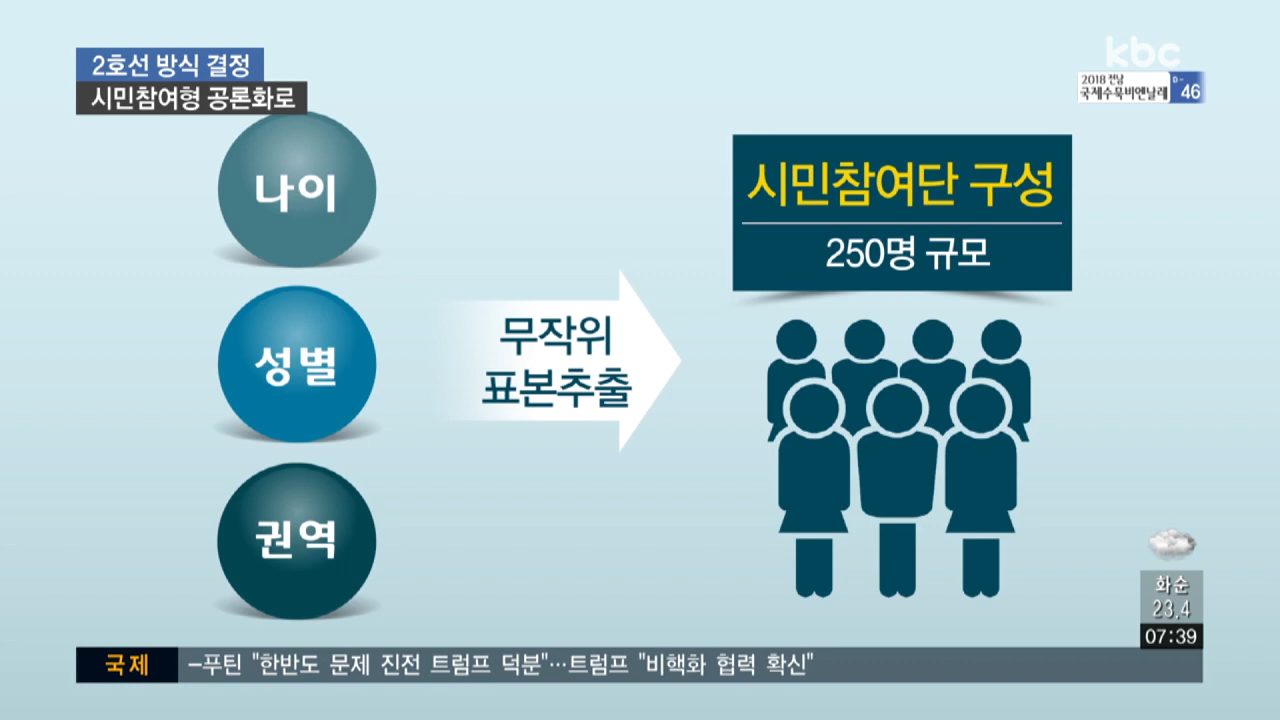 2호선 방식 결정
시민참여형 공론화로
kbc
2018 전남
국제수묵비엔날레
D-
46
나이
성별
권역
무작위
표본추출
시민참여단 구성
250명 규모
화순
23.4
07:39
국제 -푸틴 "한반도 문제 진전 트럼프 덕분"…트럼프 "비핵화 협력 확신"